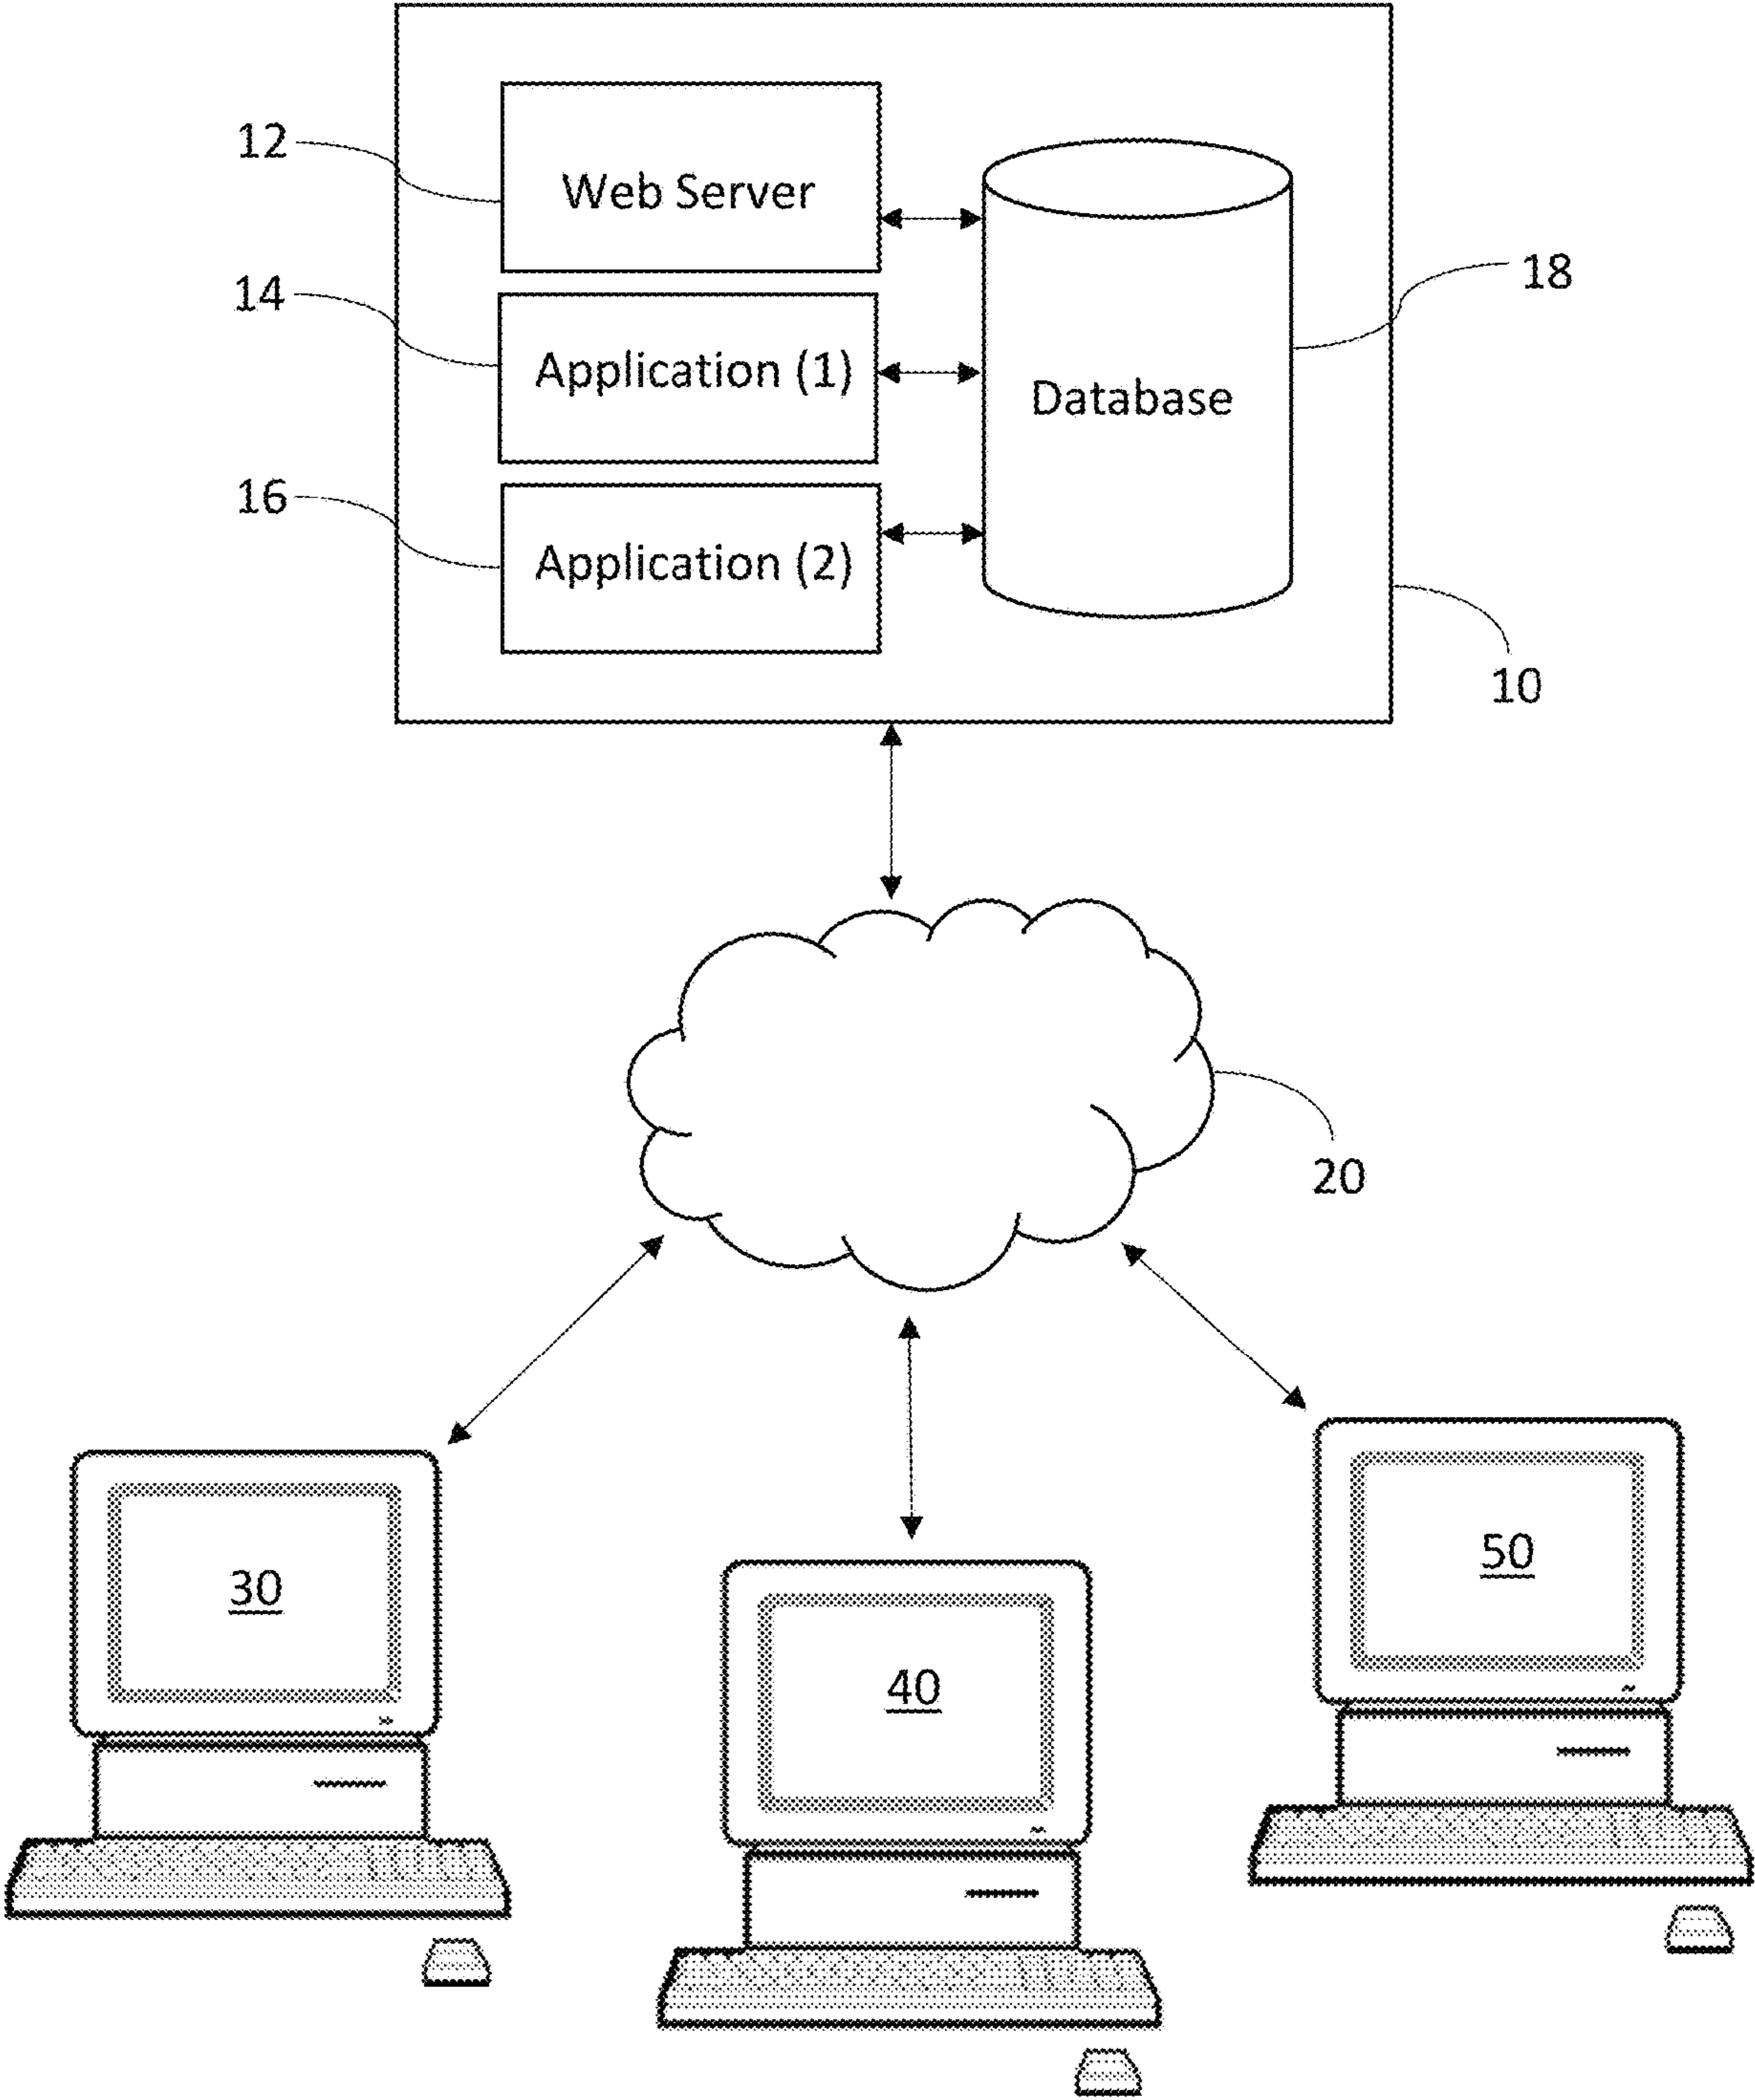 12
Web Server
14
18
Application (1)
Database
16
Application (2)
10
20
30
40
50